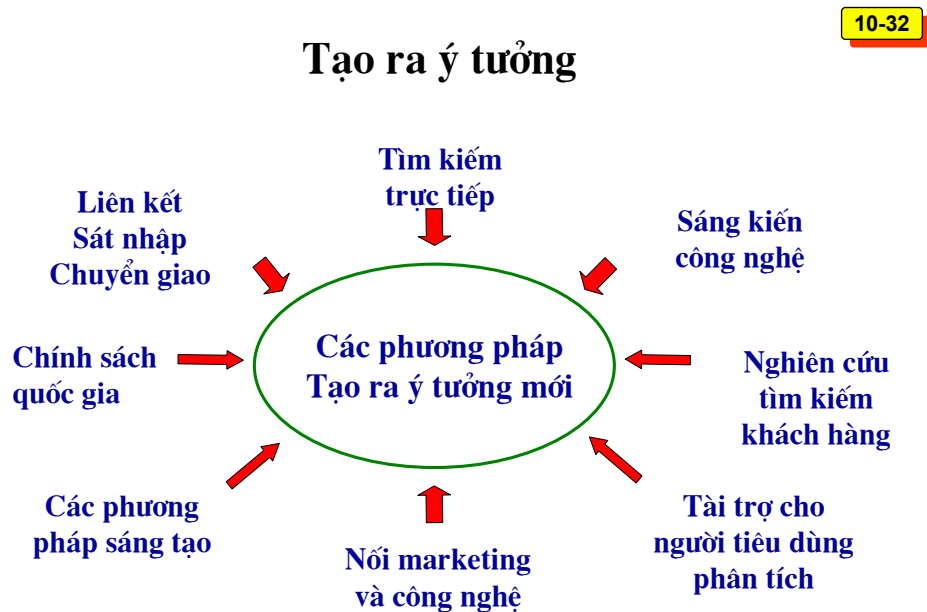 10-32
Tạo ra ý tưởng
Tìm kiếm
trực tiếp
Liên kết
Sát nhập
Chuyển giao
Sáng kiến
công nghệ
Chính sách
quốc gia
Các phương pháp
Tạo ra ý tưởng mới
Nghiên cứu
tìm kiếm
khách hàng
Các phương
pháp sáng tạo
Nối marketing
và công nghệ
Tài trợ cho
người tiêu dùng
phân tích